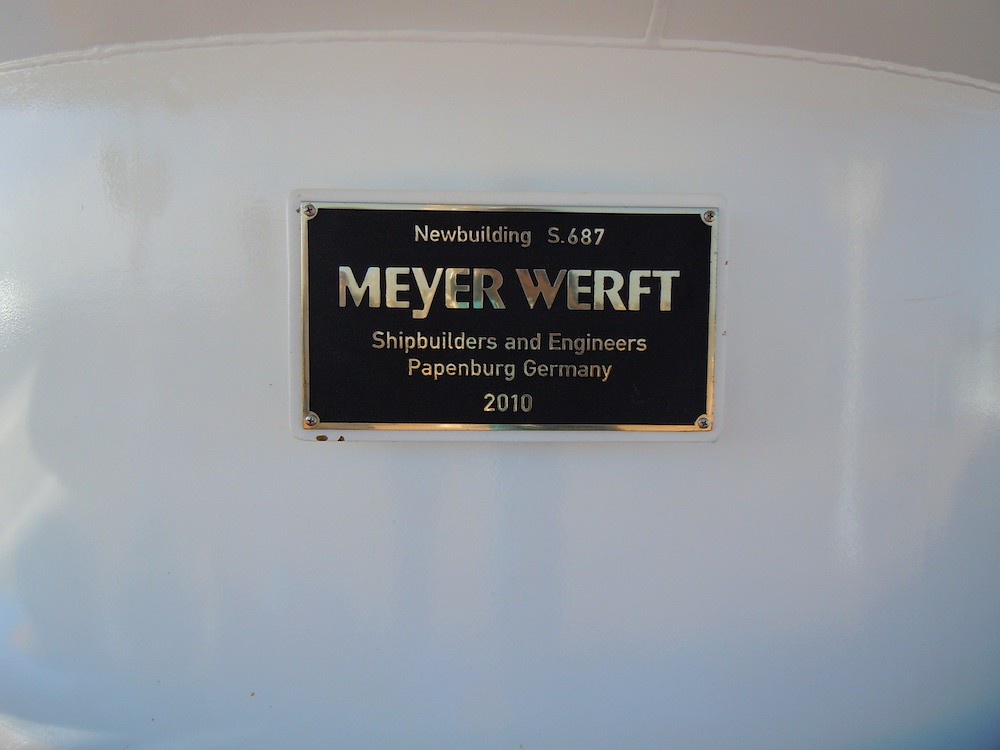 Newbuilding S.687
MEYER WERFT
Shipbuilders and Engineers
Papenburg Germany
2010